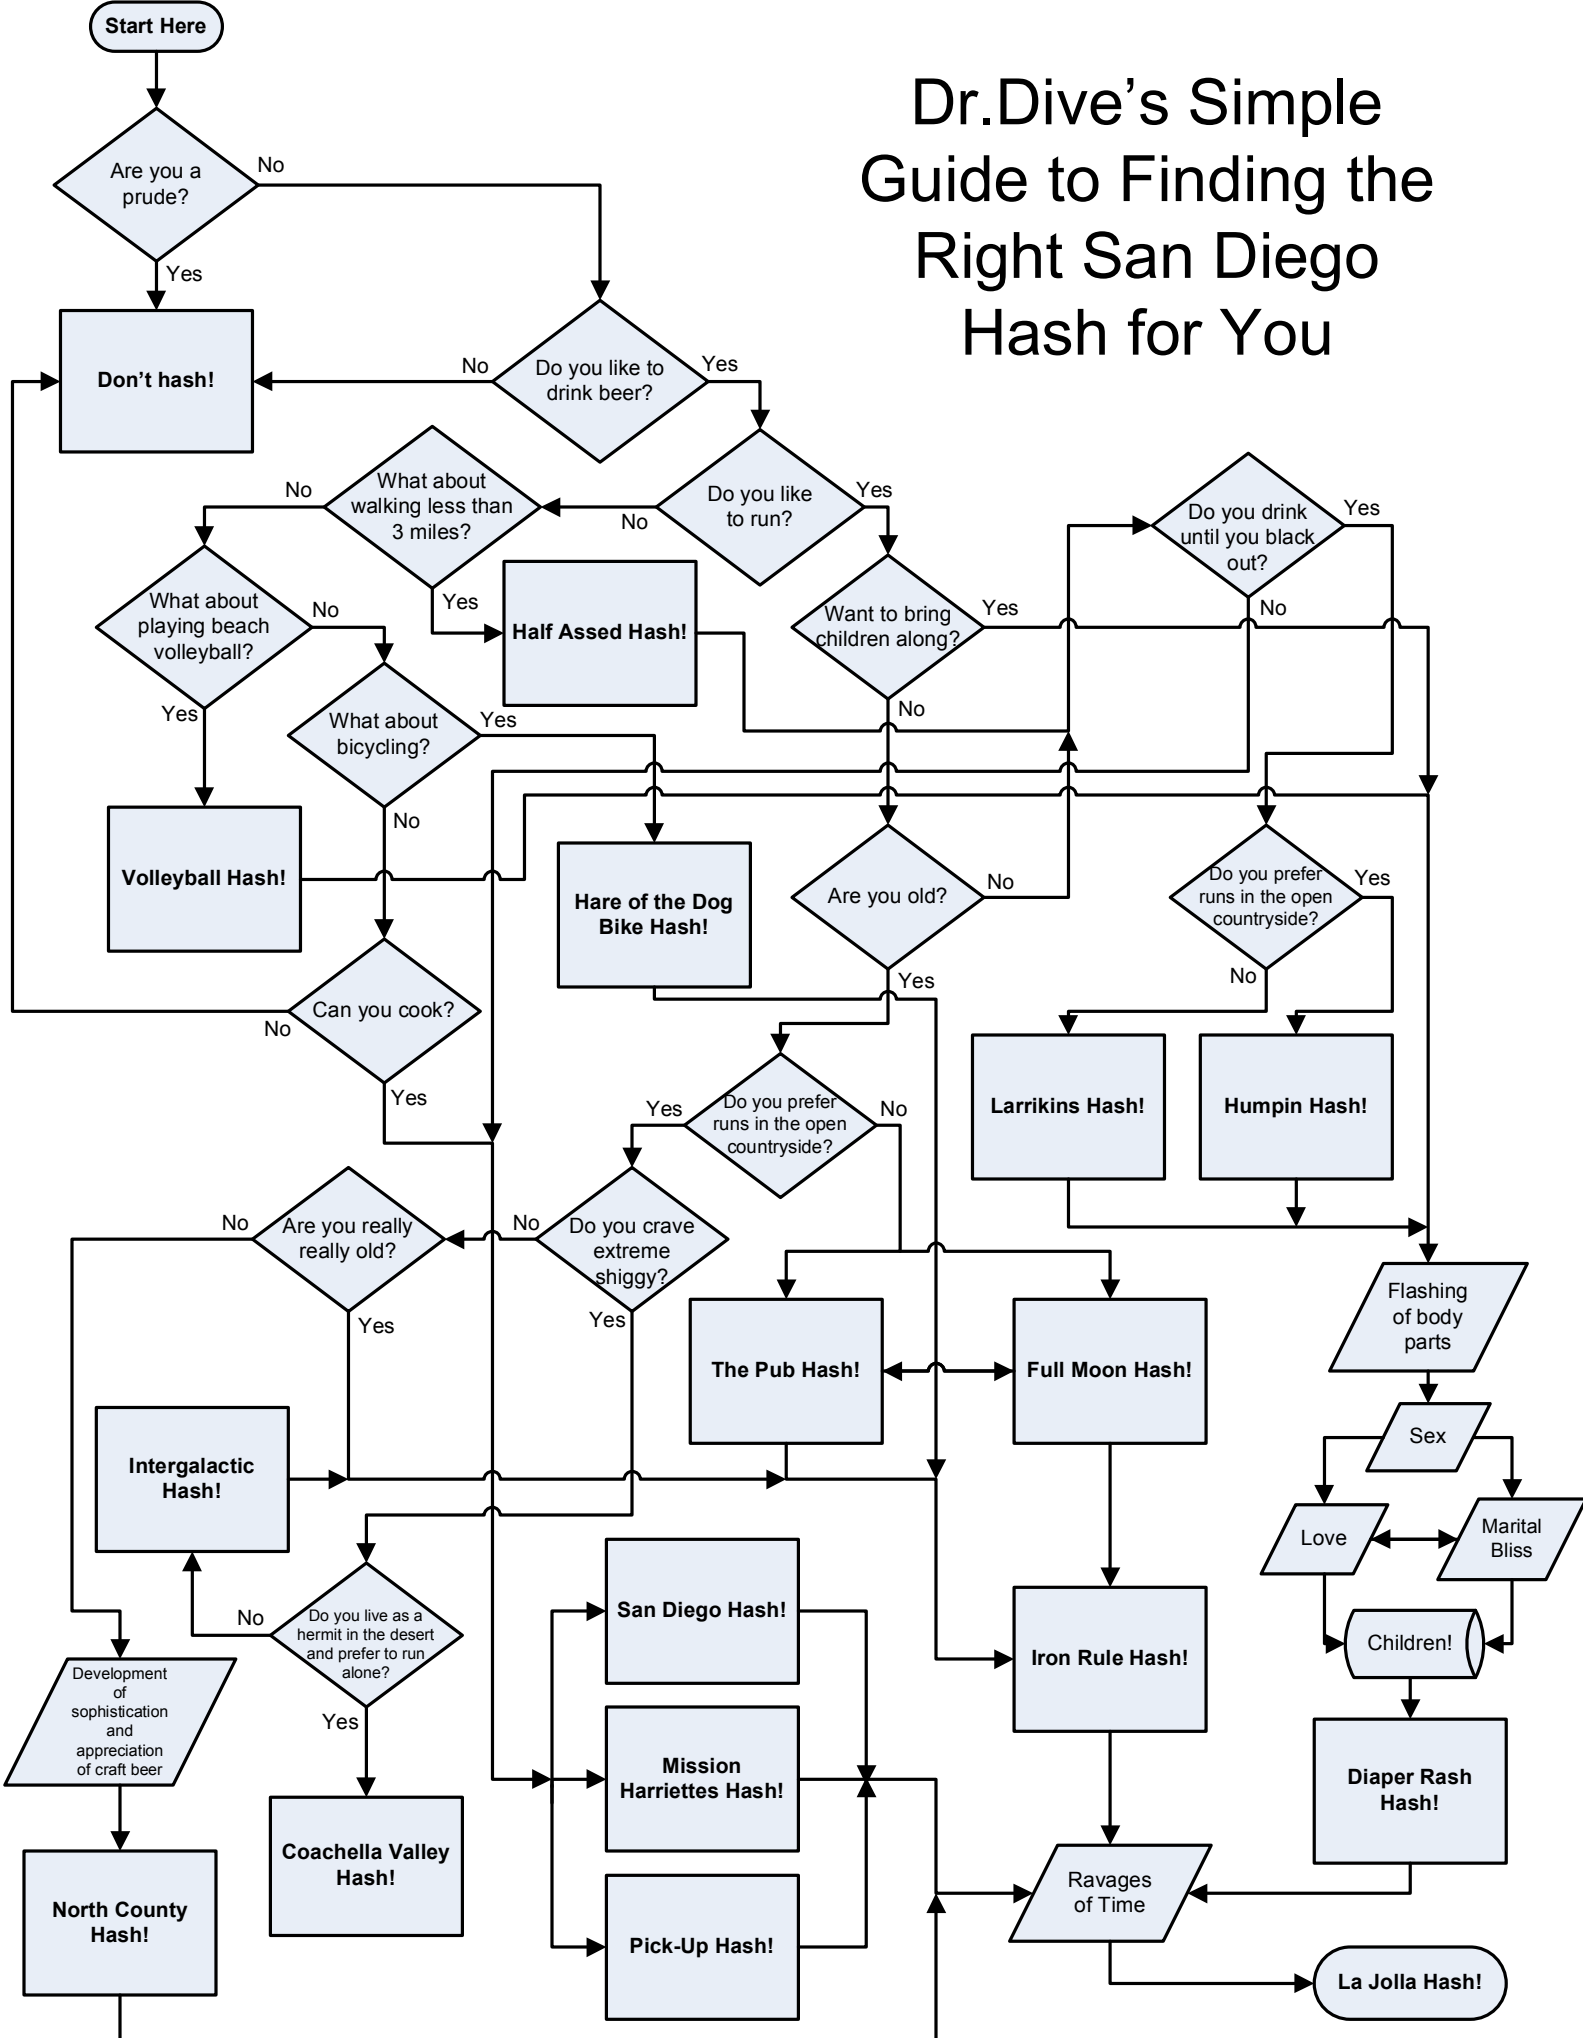 Start Here
Dr.Dive's Simple
Guide to Finding the
Right San Diego
Hash for You
Are you a
prude?
No
Yes
Don't hash!
No
Do you like to
drink beer?
Yes
What about
walking less than
3 miles?
No
Yes
Do you like
to run?
No
Yes
Do you drink
until you black
out?
Yes
No
What about
playing beach
volleyball?
No
Yes
Half Assed Hash!
Want to bring
children along?
Yes
No
What about
bicycling?
Yes
No
Volleyball Hash!
Hare of the Dog
Bike Hash!
Are you old?
No
Yes
Do you prefer
runs in the open
countryside?
Yes
No
Can you cook?
No
Yes
Larrikins Hash!
Humpin Hash!
Do you prefer
runs in the open
countryside?
Yes
No
Are you really
really old?
No
Yes
Do you crave
extreme
shiggy?
No
Yes
The Pub Hash!
Full Moon Hash!
Flashing
of body
parts
Sex
Intergalactic
Hash!
Love
Marital
Bliss
Do you live as a
hermit in the desert
and prefer to run
alone?
No
Yes
San Diego Hash!
Iron Rule Hash!
Children!
Development
of
sophistication
and
appreciation
of craft beer
Mission
Harriettes Hash!
Diaper Rash
Hash!
Coachella Valley
Hash!
North County
Hash!
Pick-Up Hash!
Ravages
of Time
La Jolla Hash!